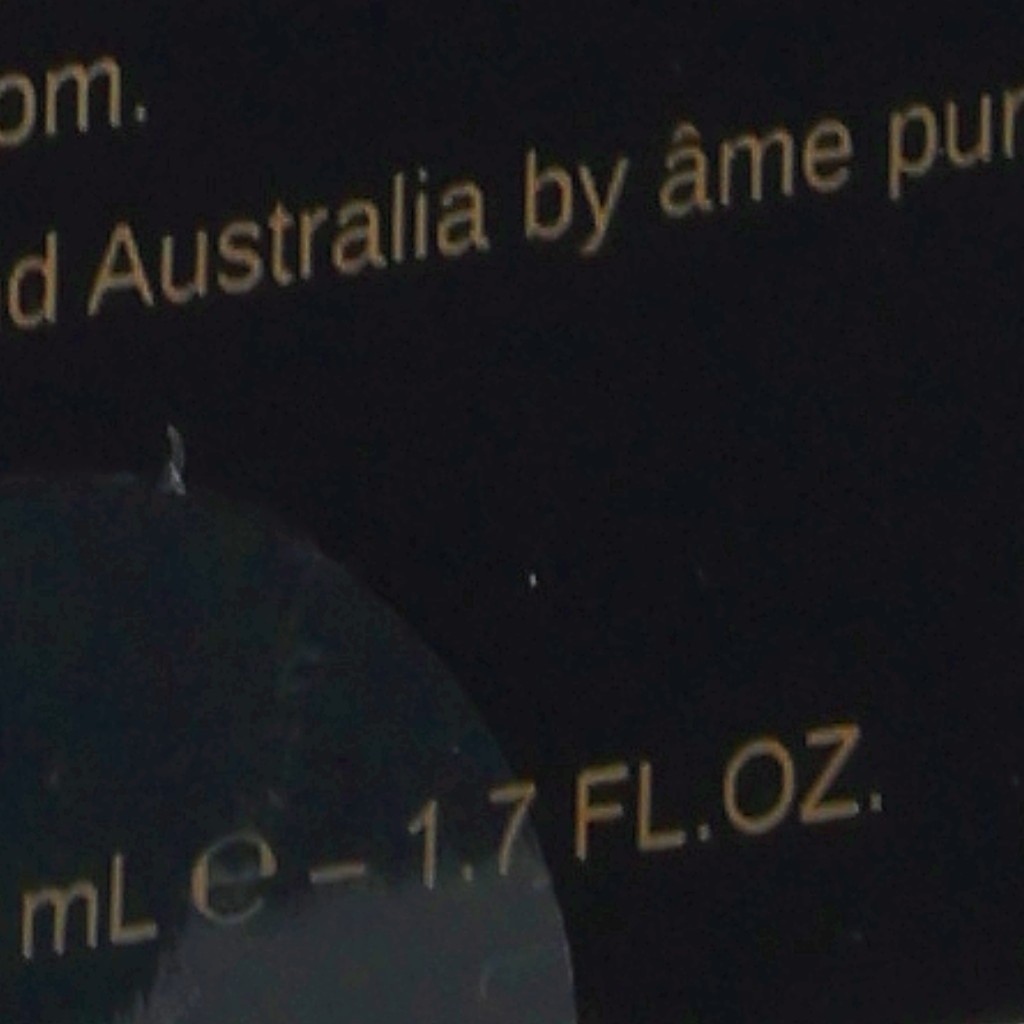 om.
d Australia by âme pur
mL ℮ – 1.7 FL.OZ.